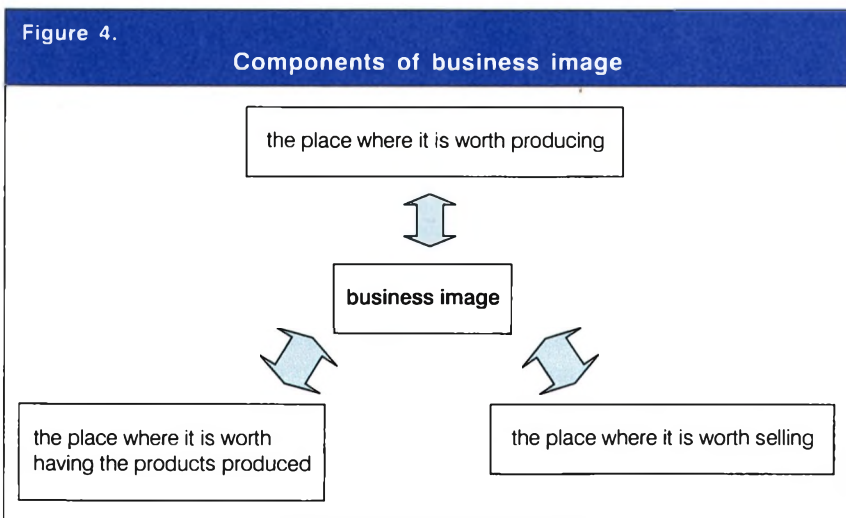 Figure 4.
Components of business image
the place where it is worth producing
business image
the place where it is worth
having the products produced
the place where it is worth selling